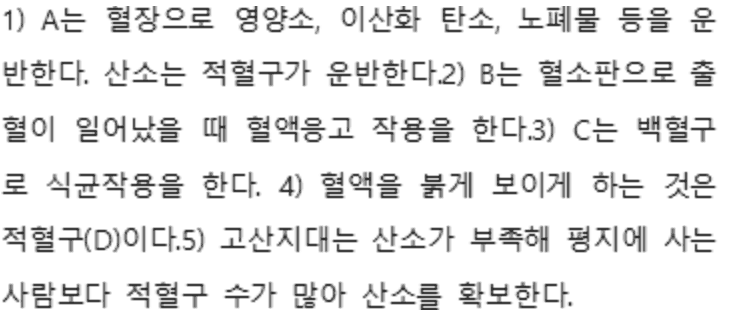 1) A는 혈장으로 영양소, 이산화 탄소, 노폐물 등을 운
반한다. 산소는 적혈구가 운반한다.2) B는 혈소판으로 출
혈이 일어났을 때 혈액응고 작용을 한다.3) C는 백혈구
로 식균작용을 한다. 4) 혈액을 붉게 보이게 하는 것은
적혈구(D)이다.5) 고산지대는 산소가 부족해 평지에 사는
사람보다 적혈구 수가 많아 산소를 확보한다.